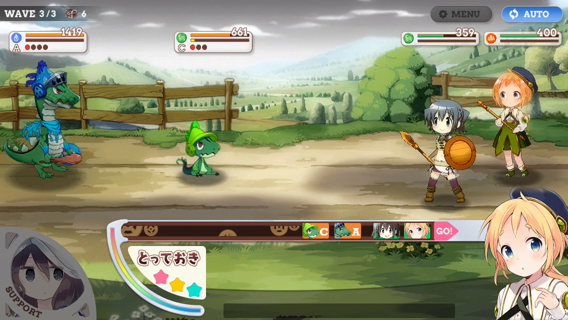 WAVE 3/3 6
MENU
AUTO
1419
A
661
C
359
400
C A GO!
とっておき
SUPPORT